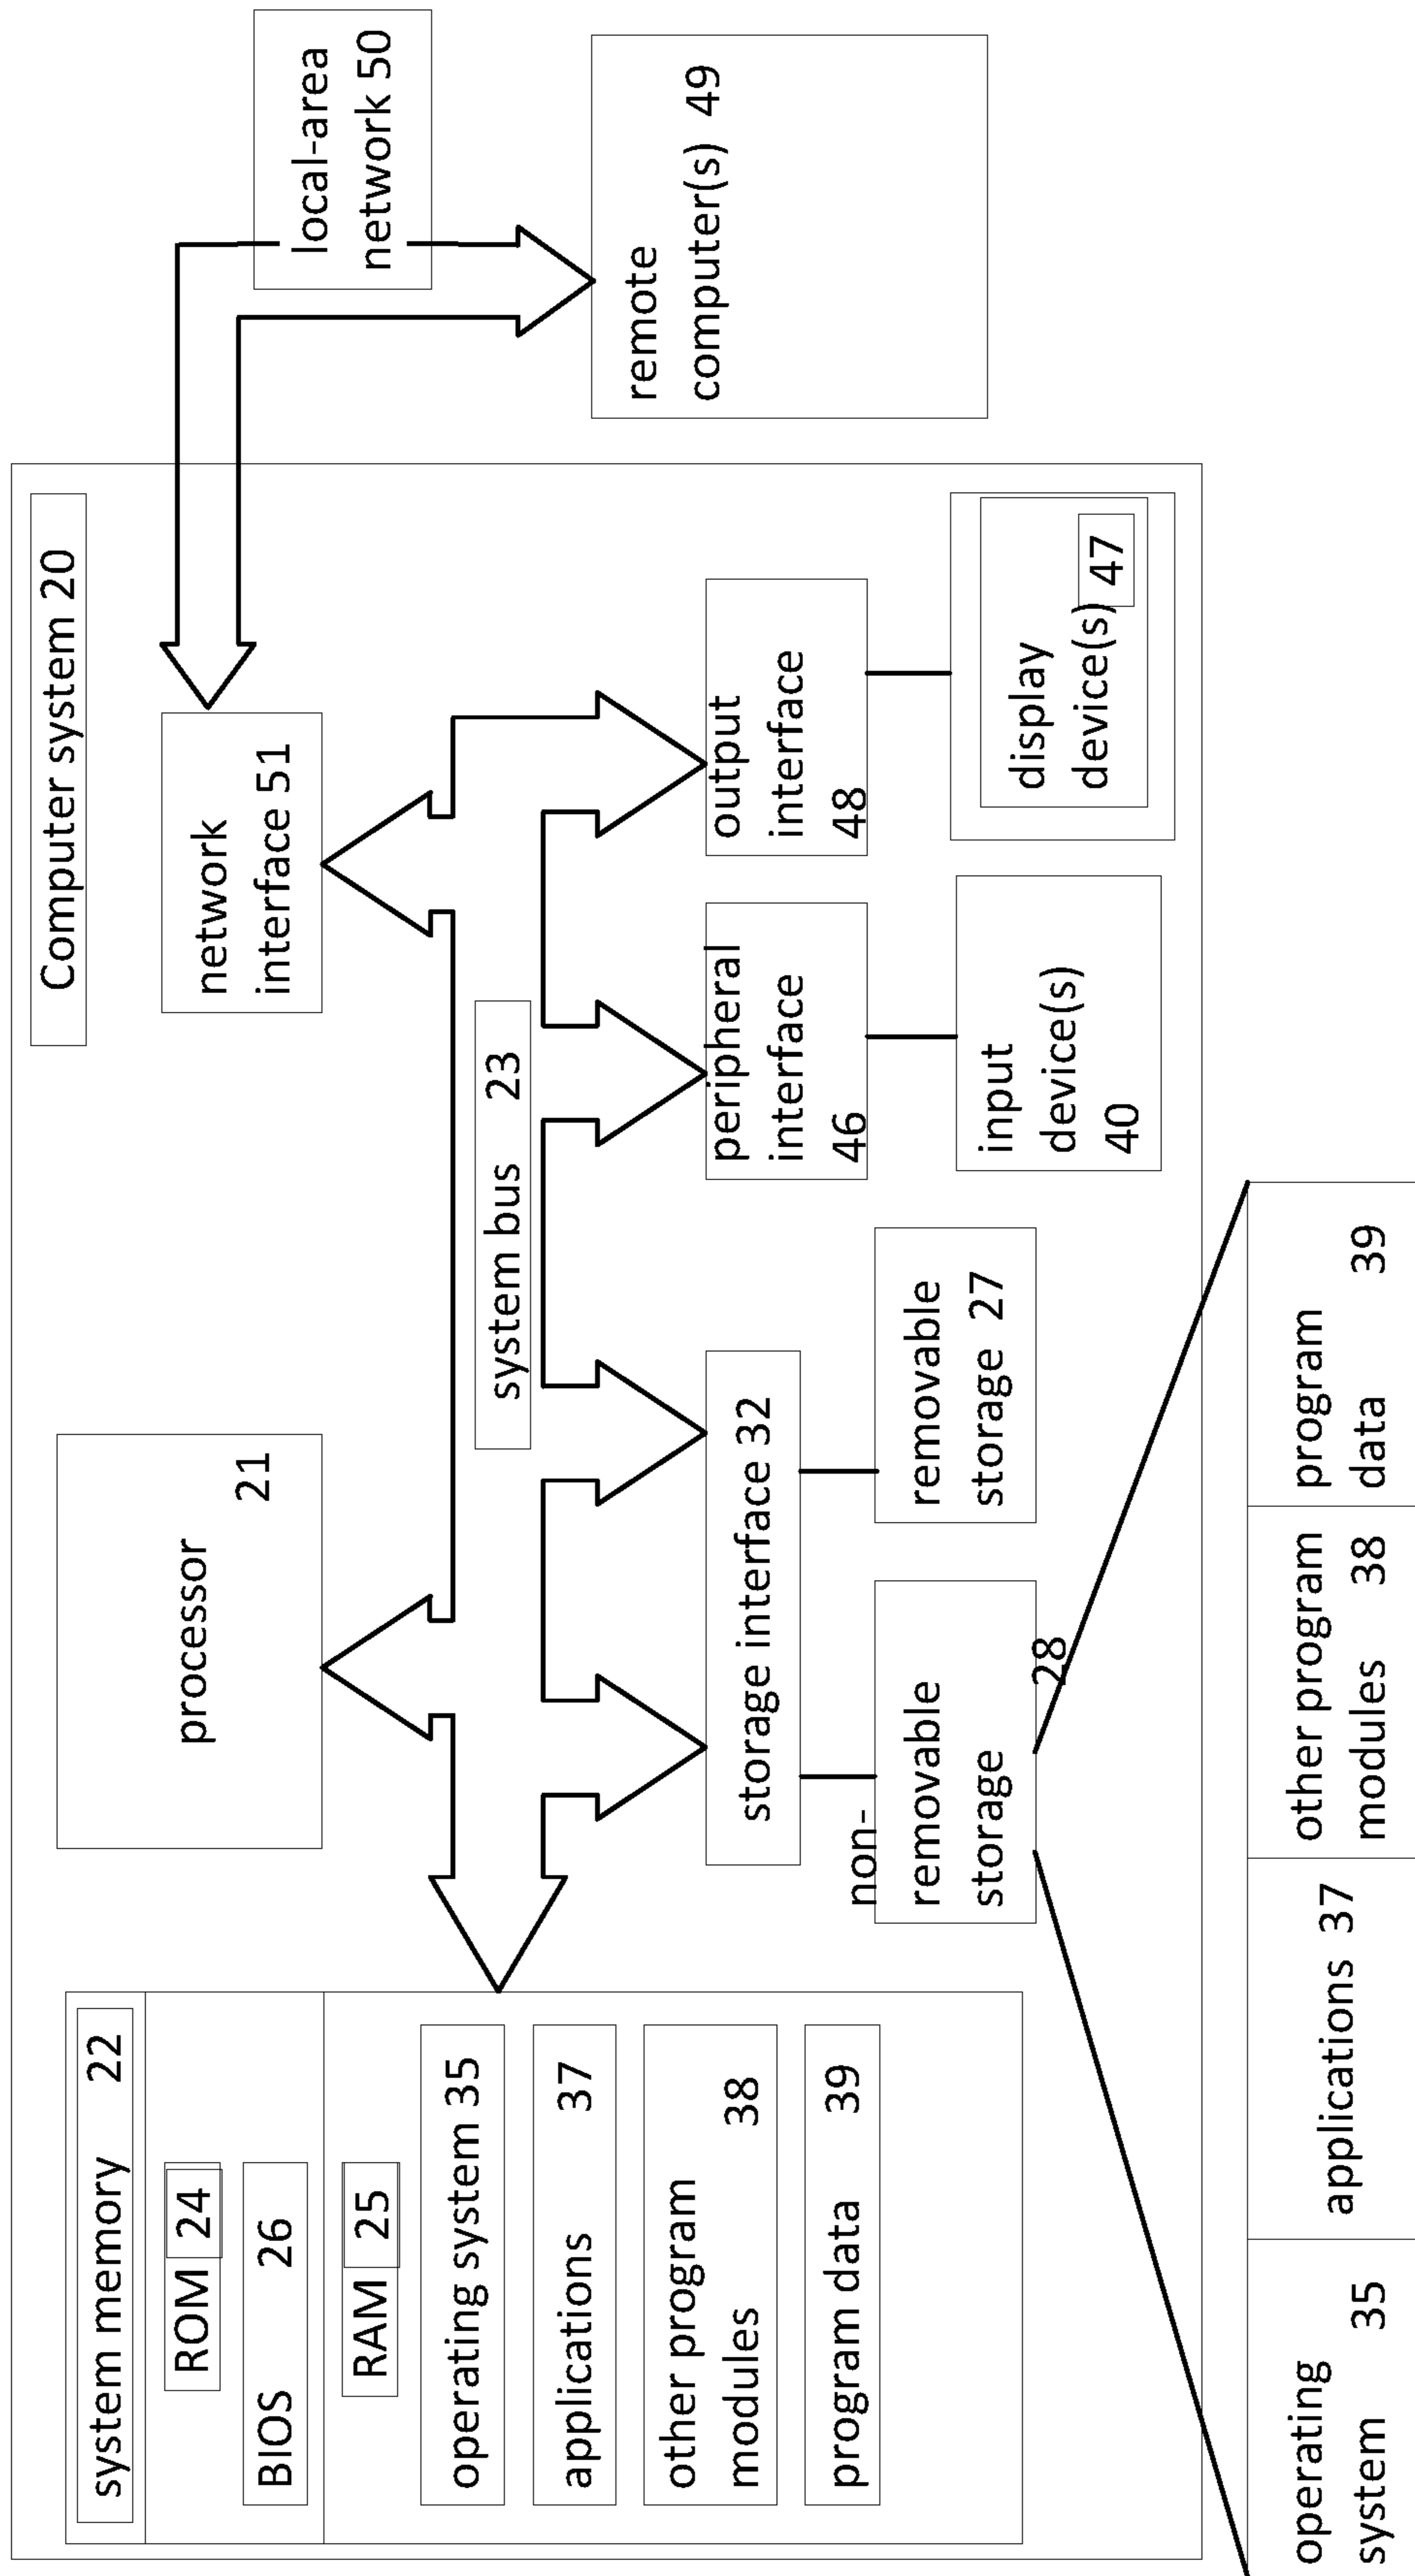 Computer system 20
system memory 22
ROM 24
BIOS 26
RAM 25
operating system 35
applications 37
other program
modules 38
program data 39
processor
21
network
interface 51
local-area
network 50
system bus 23
storage interface 32
peripheral
interface
46
output
interface
48
remote
computer(s) 49
non-
removable
storage
28
removable
storage 27
input
device(s)
40
display
device(s) 47
operating
system 35
applications 37
other program
modules 38
program
data 39